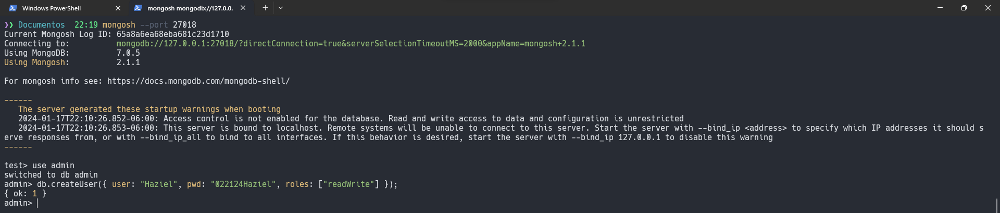 Windows PowerShell
mongosh mongodb://127.0.0.
❯❯ Documentos  22:19 mongosh --port 27018
Current Mongosh Log ID: 65a8a6ea68eba681c23d1710
Connecting to:          mongodb://127.0.0.1:27018/?directConnection=true&serverSelectionTimeoutMS=2000&appName=mongosh+2.1.1
Using MongoDB:          7.0.5
Using Mongosh:          2.1.1
For mongosh info see: https://docs.mongodb.com/mongodb-shell/
------
   The server generated these startup warnings when booting
   2024-01-17T22:10:26.852-06:00: Access control is not enabled for the database. Read and write access to data and configuration is unrestricted
   2024-01-17T22:10:26.853-06:00: This server is bound to localhost. Remote systems will be unable to connect to this server. Start the server with --bind_ip <address> to specify which IP addresses it should s
erve responses from, or with --bind_ip_all to bind to all interfaces. If this behavior is desired, start the server with --bind_ip 127.0.0.1 to disable this warning
------
test> use admin
switched to db admin
admin> db.createUser({ user: "Haziel", pwd: "022124Haziel", roles: ["readWrite"] });
{ ok: 1 }
admin>